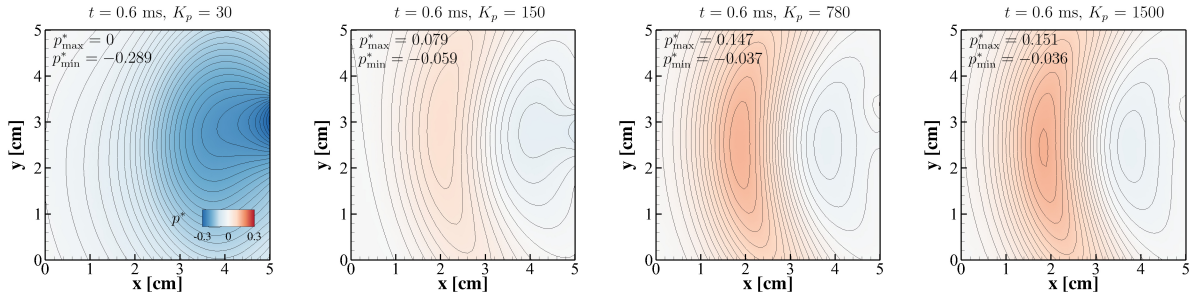 t = 0.6 ms, K_p = 30
p*_max = 0
p*_min = −0.289
y [cm]
5
4
3
2
1
0
p*
-0.3 0 0.3
0 1 2 3 4 5
x [cm]
t = 0.6 ms, K_p = 150
p*_max = 0.079
p*_min = −0.059
y [cm]
5
4
3
2
1
0
0 1 2 3 4 5
x [cm]
t = 0.6 ms, K_p = 780
p*_max = 0.147
p*_min = −0.037
y [cm]
5
4
3
2
1
0
0 1 2 3 4 5
x [cm]
t = 0.6 ms, K_p = 1500
p*_max = 0.151
p*_min = −0.036
y [cm]
5
4
3
2
1
0
0 1 2 3 4 5
x [cm]